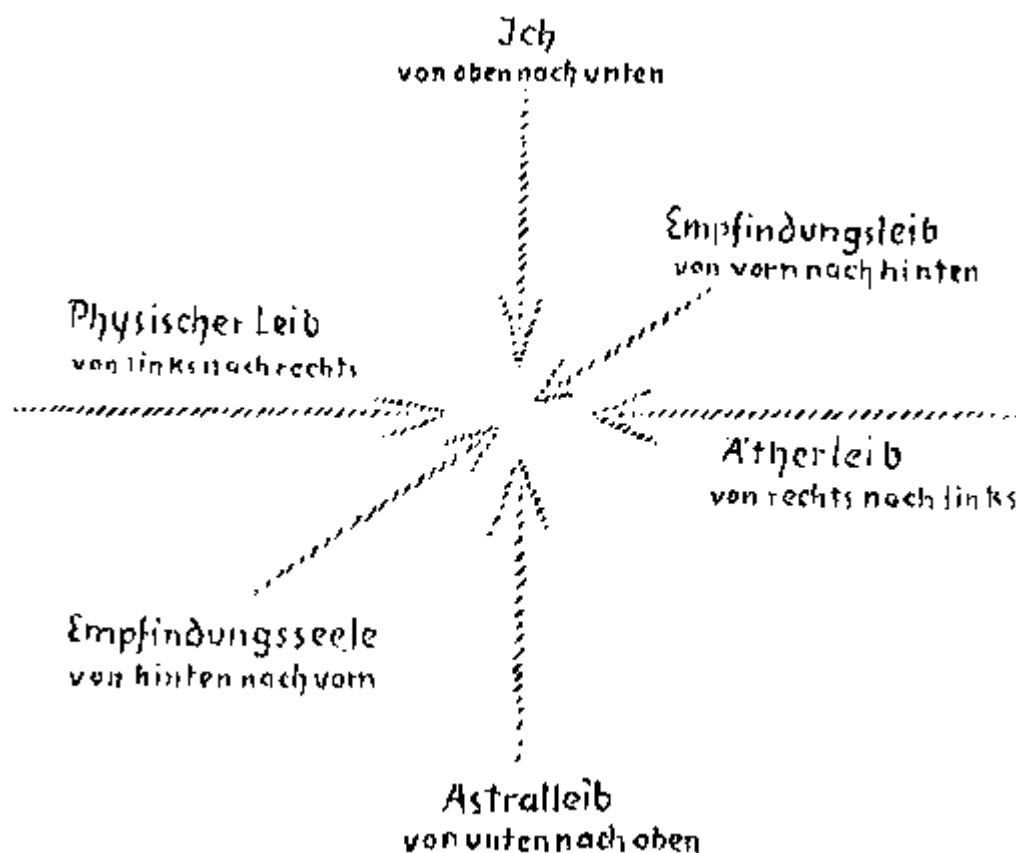 Ich
von oben nach unten
Empfindungsleib
von vorn nach hinten
Physischer Leib
von links nach rechts
Ätherleib
von rechts nach links
Empfindungsseele
von hinten nach vorn
Astralleib
von unten nach oben